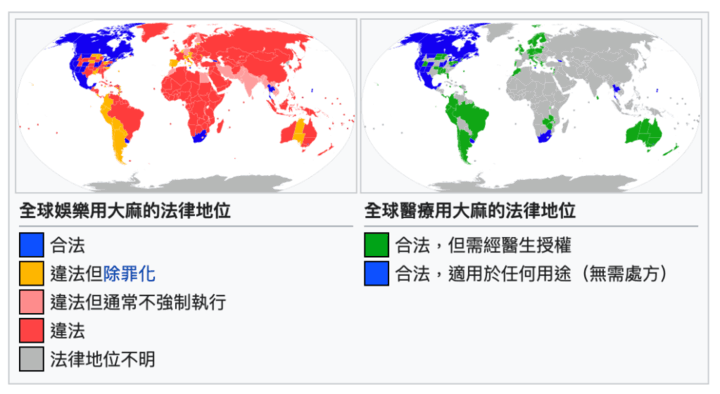 全球娛樂用大麻的法律地位
合法
違法但除罪化
違法但通常不強制執行
違法
法律地位不明
全球醫療用大麻的法律地位
合法，但需經醫生授權
合法，適用於任何用途（無需處方）